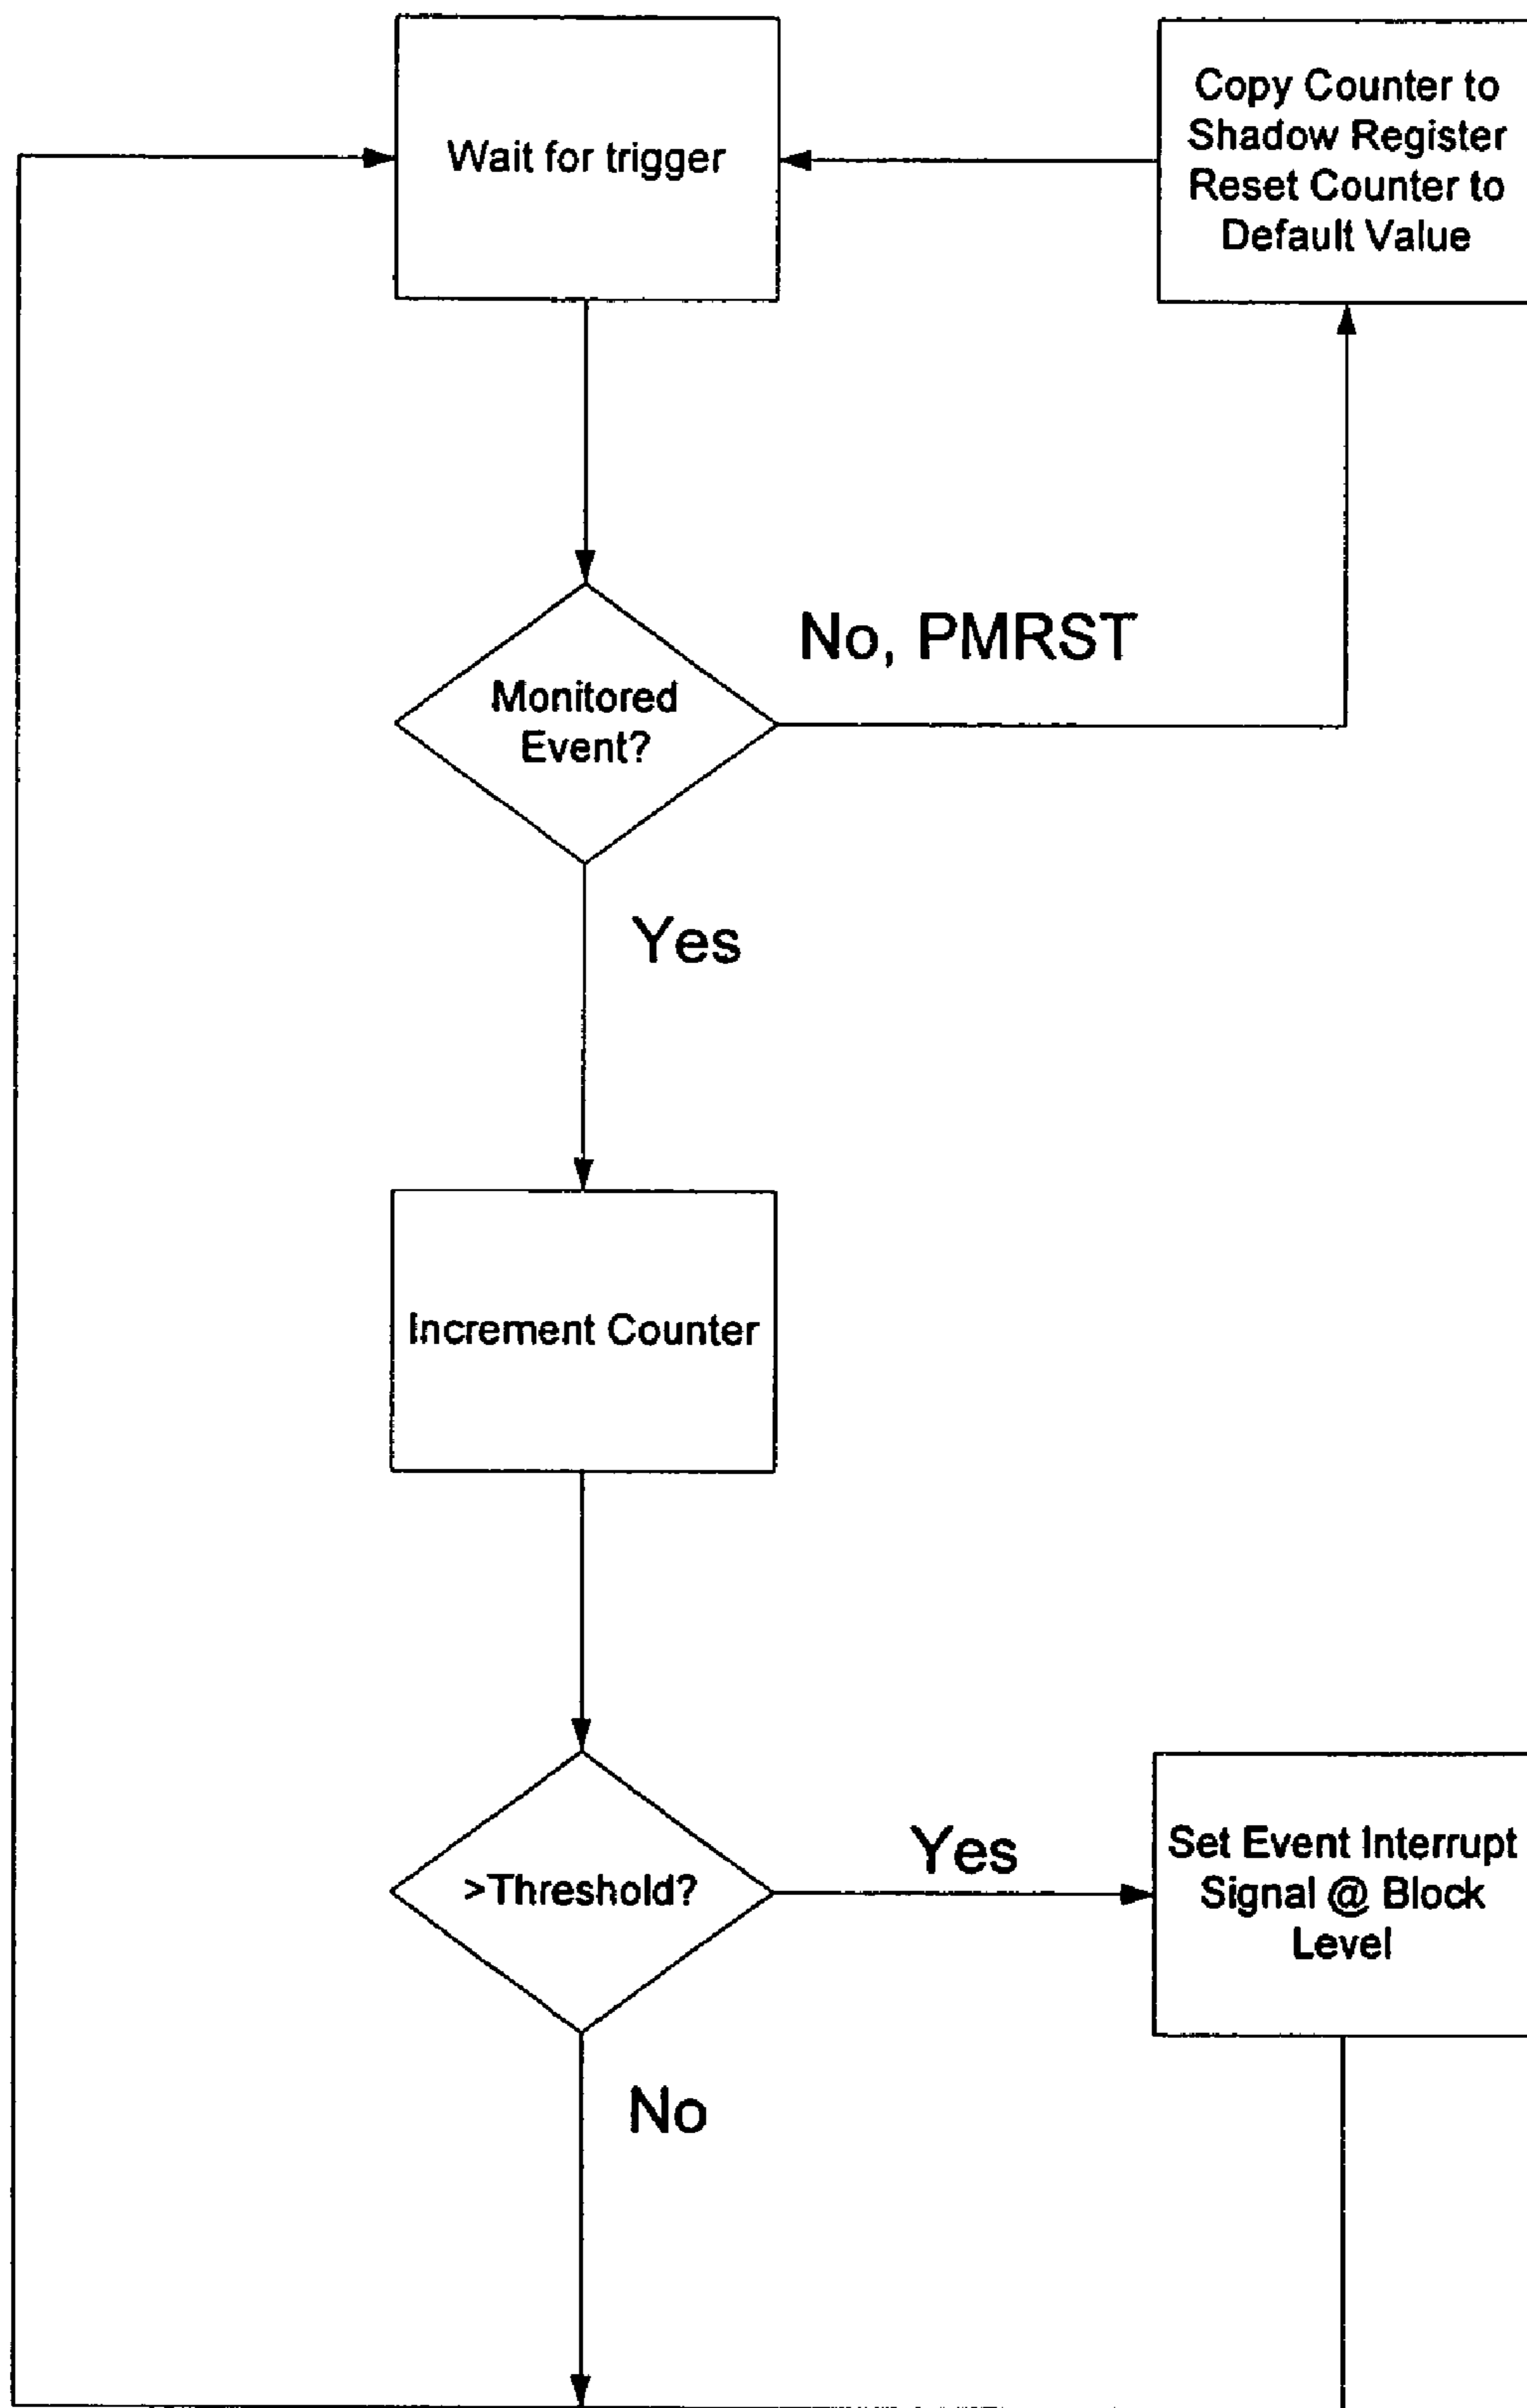 Wait for trigger
Copy Counter to
Shadow Register
Reset Counter to
Default Value
No, PMRST
Monitored
Event?
Yes
Increment Counter
>Threshold?
Yes
Set Event Interrupt
Signal @ Block
Level
No